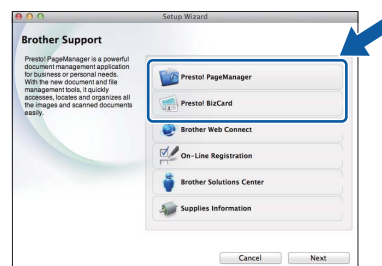 Setup Wizard
Brother Support
Presto! PageManager is a powerful
document management application
for business or personal needs.
With the new document and file
management tools, it quickly
accesses, locates and organizes all
the images and scanned documents
easily.
Presto! PageManager
Presto! BizCard
Brother Web Connect
On-Line Registration
Brother Solutions Center
Supplies Information
Cancel
Next